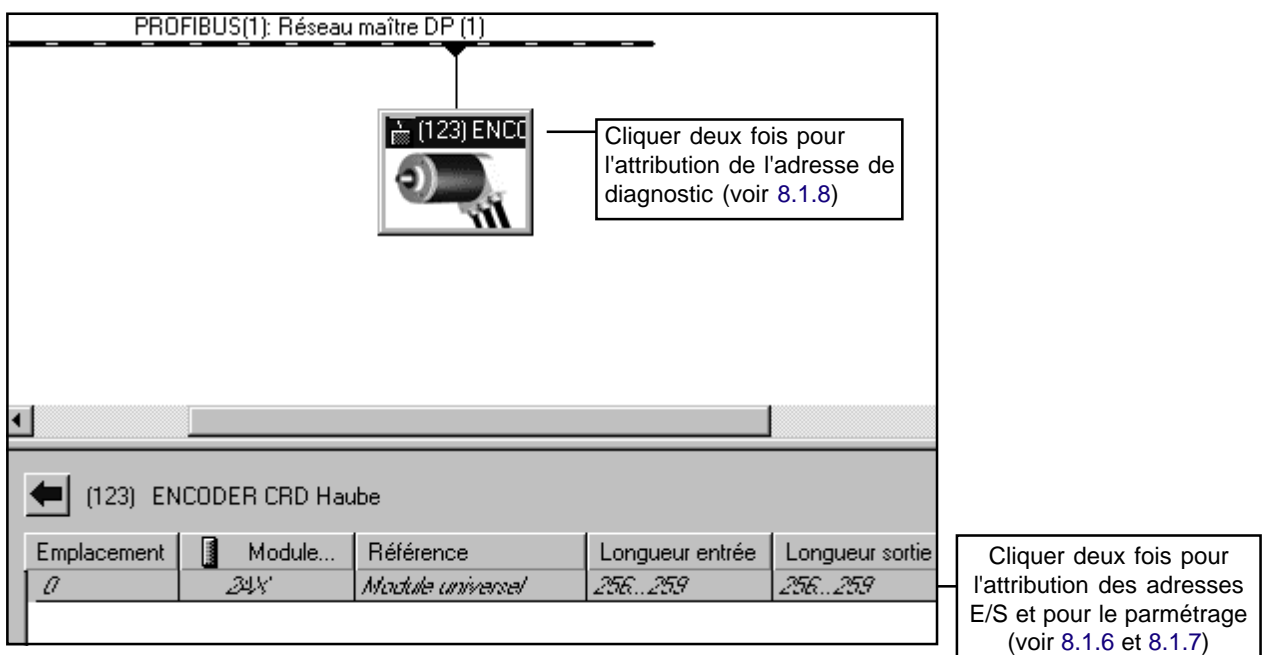 PROFIBUS(1): Réseau maître DP (1)
(123) ENCO
Cliquer deux fois pour
l'attribution de l'adresse de
diagnostic (voir 8.1.8)
(123) ENCODER CRD Haube
Emplacement Module... Référence Longueur entrée Longueur sortie
0 2AX Module universel 256...259 256...259
Cliquer deux fois pour
l'attribution des adresses
E/S et pour le parmétrage
(voir 8.1.6 et 8.1.7)